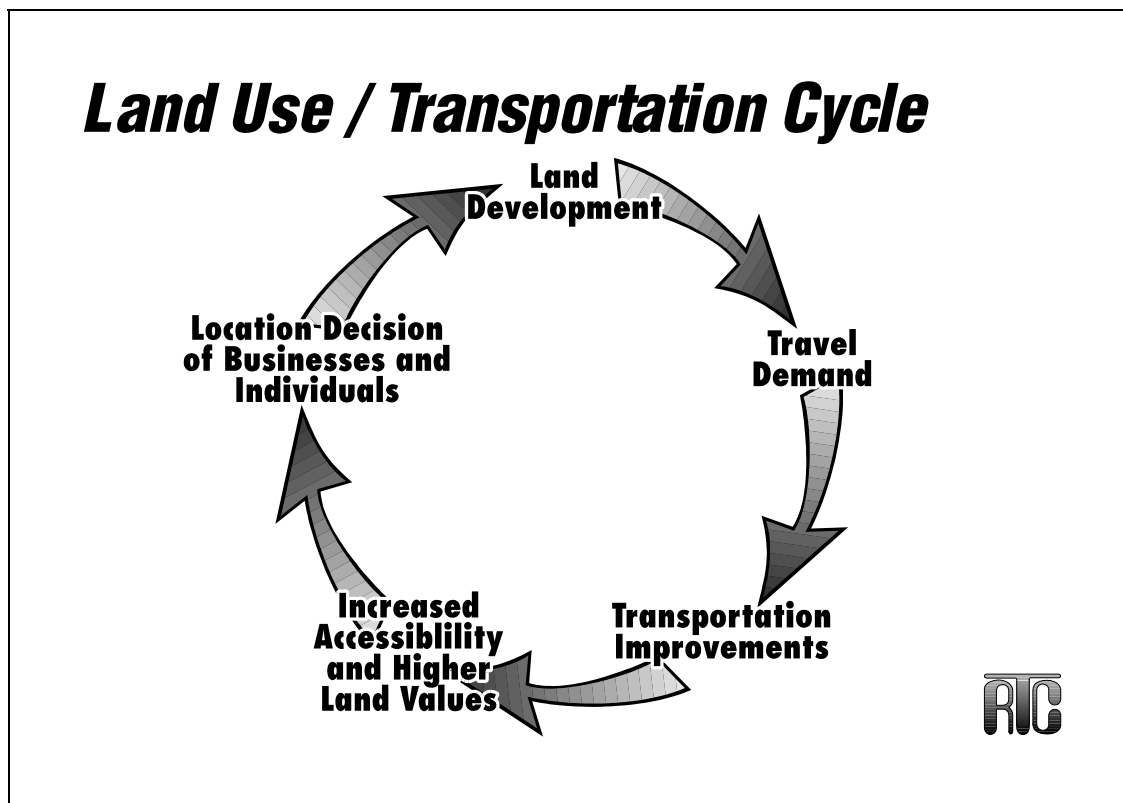 Land Use / Transportation Cycle
Land
Development
Travel
Demand
Transportation
Improvements
Increased
Accessiblility
and Higher
Land Values
Location-Decision
of Businesses and
Individuals
RTC